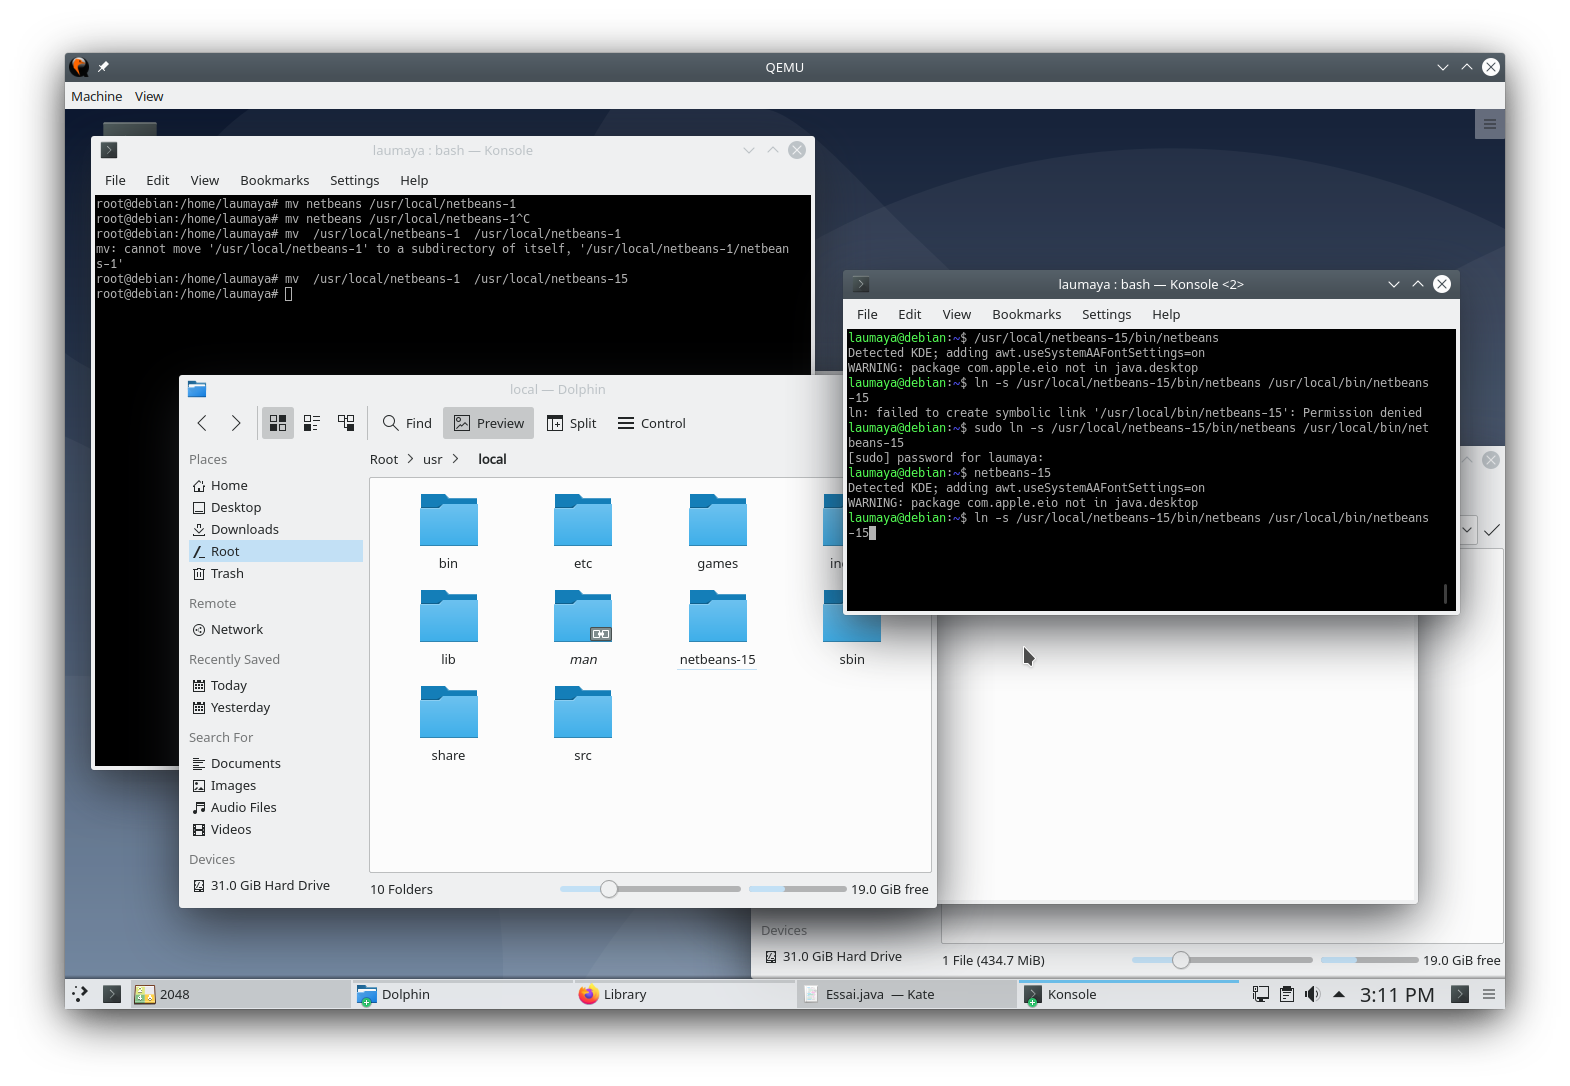 QEMU
Machine View
laumaya : bash — Konsole
File Edit View Bookmarks Settings Help
root@debian:/home/laumaya# mv netbeans /usr/local/netbeans-1
root@debian:/home/laumaya# mv netbeans /usr/local/netbeans-1^C
root@debian:/home/laumaya# mv  /usr/local/netbeans-1  /usr/local/netbeans-1
mv: cannot move '/usr/local/netbeans-1' to a subdirectory of itself, '/usr/local/netbeans-1/netbean
s-1'
root@debian:/home/laumaya# mv  /usr/local/netbeans-1  /usr/local/netbeans-15
root@debian:/home/laumaya#
laumaya : bash — Konsole <2>
File Edit View Bookmarks Settings Help
laumaya@debian:~$ /usr/local/netbeans-15/bin/netbeans
Detected KDE; adding awt.useSystemAAFontSettings=on
WARNING: package com.apple.eio not in java.desktop
laumaya@debian:~$ ln -s /usr/local/netbeans-15/bin/netbeans /usr/local/bin/netbeans
-15
ln: failed to create symbolic link '/usr/local/bin/netbeans-15': Permission denied
laumaya@debian:~$ sudo ln -s /usr/local/netbeans-15/bin/netbeans /usr/local/bin/net
beans-15
[sudo] password for laumaya:
laumaya@debian:~$ netbeans-15
Detected KDE; adding awt.useSystemAAFontSettings=on
WARNING: package com.apple.eio not in java.desktop
laumaya@debian:~$ ln -s /usr/local/netbeans-15/bin/netbeans /usr/local/bin/netbeans
-15
local — Dolphin
Find Preview Split Control
Places
Home
Desktop
Downloads
Root
Trash
Remote
Network
Recently Saved
Today
Yesterday
Search For
Documents
Images
Audio Files
Videos
Devices
31.0 GiB Hard Drive
Root > usr > local
bin etc games
lib man netbeans-15 sbin
share src
10 Folders 19.0 GiB free
Devices
31.0 GiB Hard Drive
1 File (434.7 MiB) 19.0 GiB free
2048 Dolphin Library Essai.java — Kate Konsole 3:11 PM